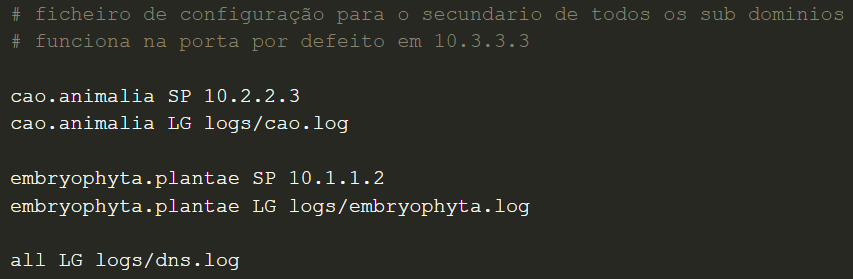 # ficheiro de configuração para o secundario de todos os sub dominios
# funciona na porta por defeito em 10.3.3.3
cao.animalia SP 10.2.2.3
cao.animalia LG logs/cao.log
embryophyta.plantae SP 10.1.1.2
embryophyta.plantae LG logs/embryophyta.log
all LG logs/dns.log